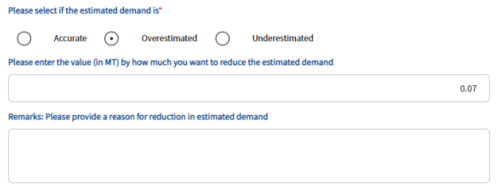 Please select if the estimated demand is*
Accurate Overestimated Underestimated
Please enter the value (in MT) by how much you want to reduce the estimated demand
0.07
Remarks: Please provide a reason for reduction in estimated demand